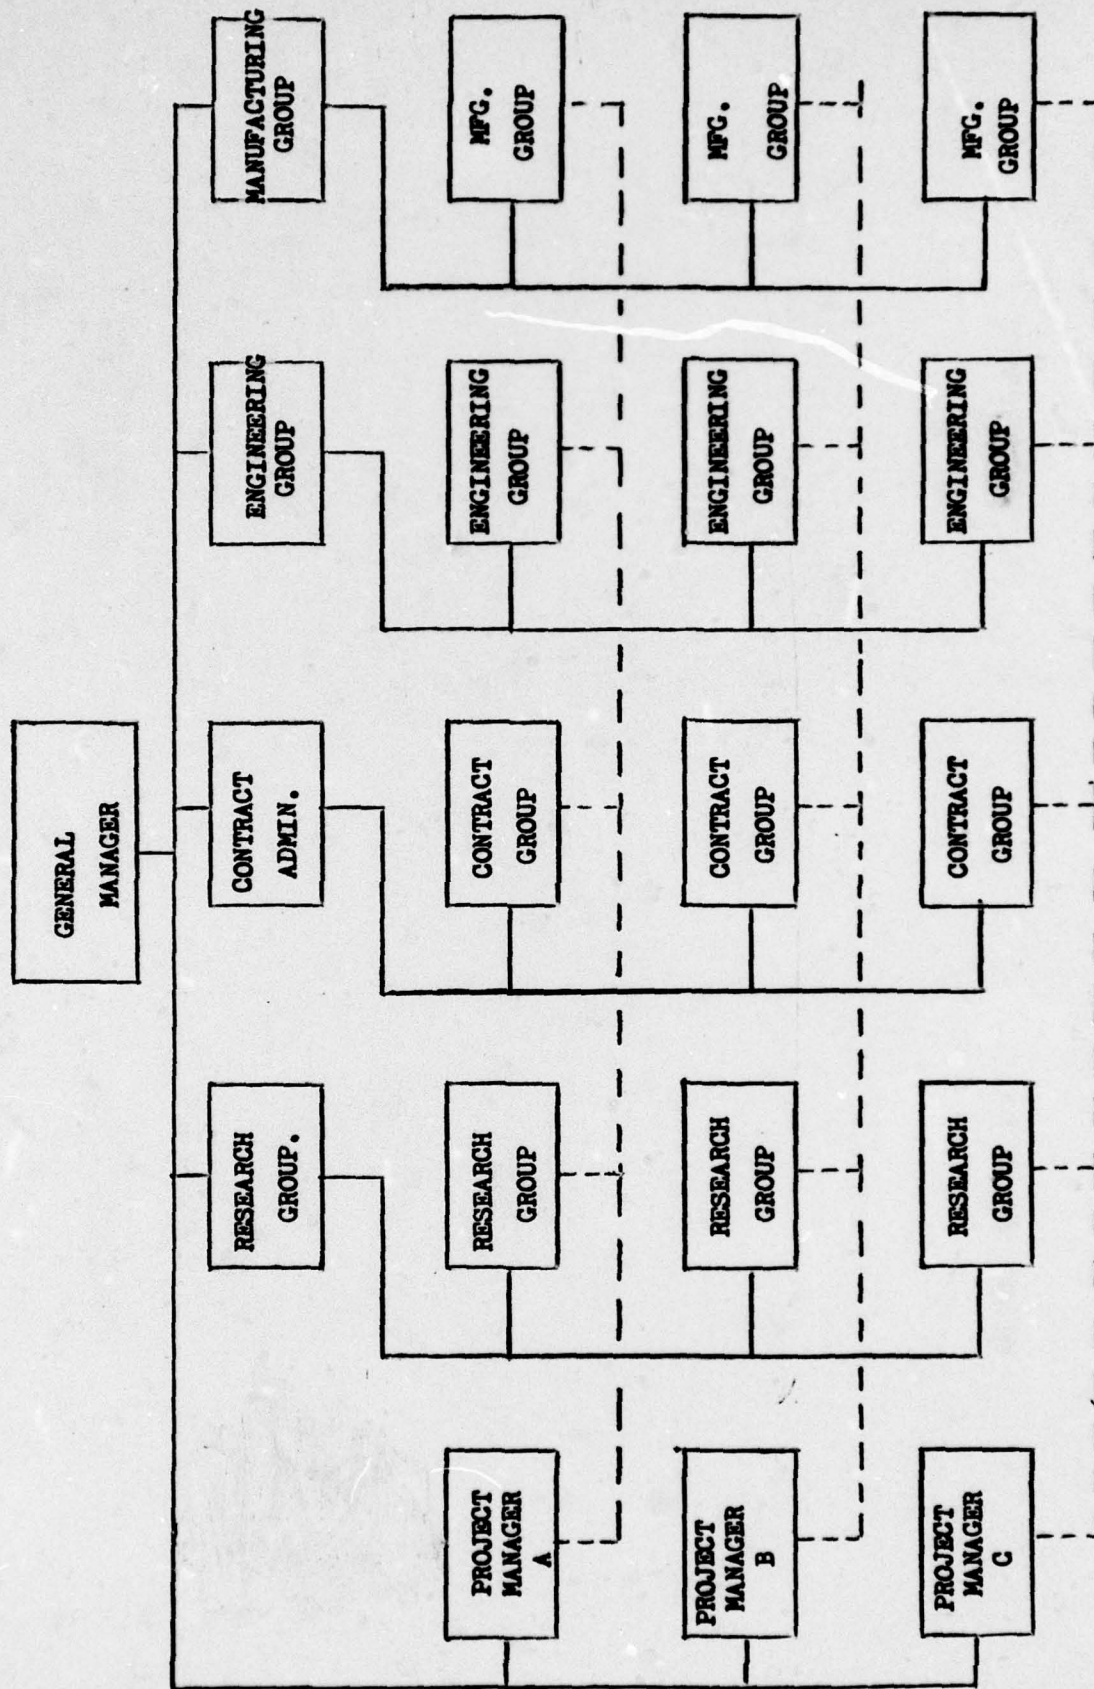 GENERAL
MANAGER
RESEARCH
GROUP.
CONTRACT
ADMIN.
ENGINEERING
GROUP
MANUFACTURING
GROUP
PROJECT
MANAGER
A
RESEARCH
GROUP
CONTRACT
GROUP
ENGINEERING
GROUP
MFG.
GROUP
PROJECT
MANAGER
B
RESEARCH
GROUP
CONTRACT
GROUP
ENGINEERING
GROUP
MFG.
GROUP
PROJECT
MANAGER
C
RESEARCH
GROUP
CONTRACT
GROUP
ENGINEERING
GROUP
MFG.
GROUP